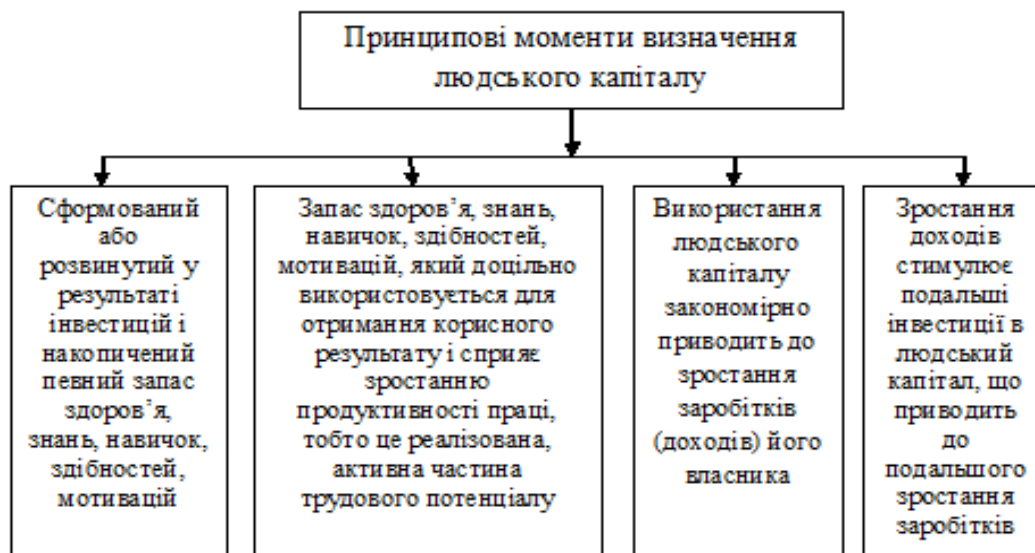 Принципові моменти визначення
людського капіталу
Сформований
або
розвинутий у
результаті
інвестицій і
накопичений
певний запас
здоров’я,
знань, навичок,
здібностей,
мотивацій
Запас здоров’я, знань,
навичок, здібностей,
мотивацій, який доцільно
використовується для
отримання корисного
результату і сприяє
зростанню
продуктивності праці,
тобто це реалізована,
активна частина
трудового потенціалу
Використання
людського
капіталу
закономірно
приводить до
зростання
заробітків
(доходів) його
власника
Зростання
доходів
стимулює
подальші
інвестиції в
людський
капітал, що
приводить
до
подальшого
зростання
заробітків